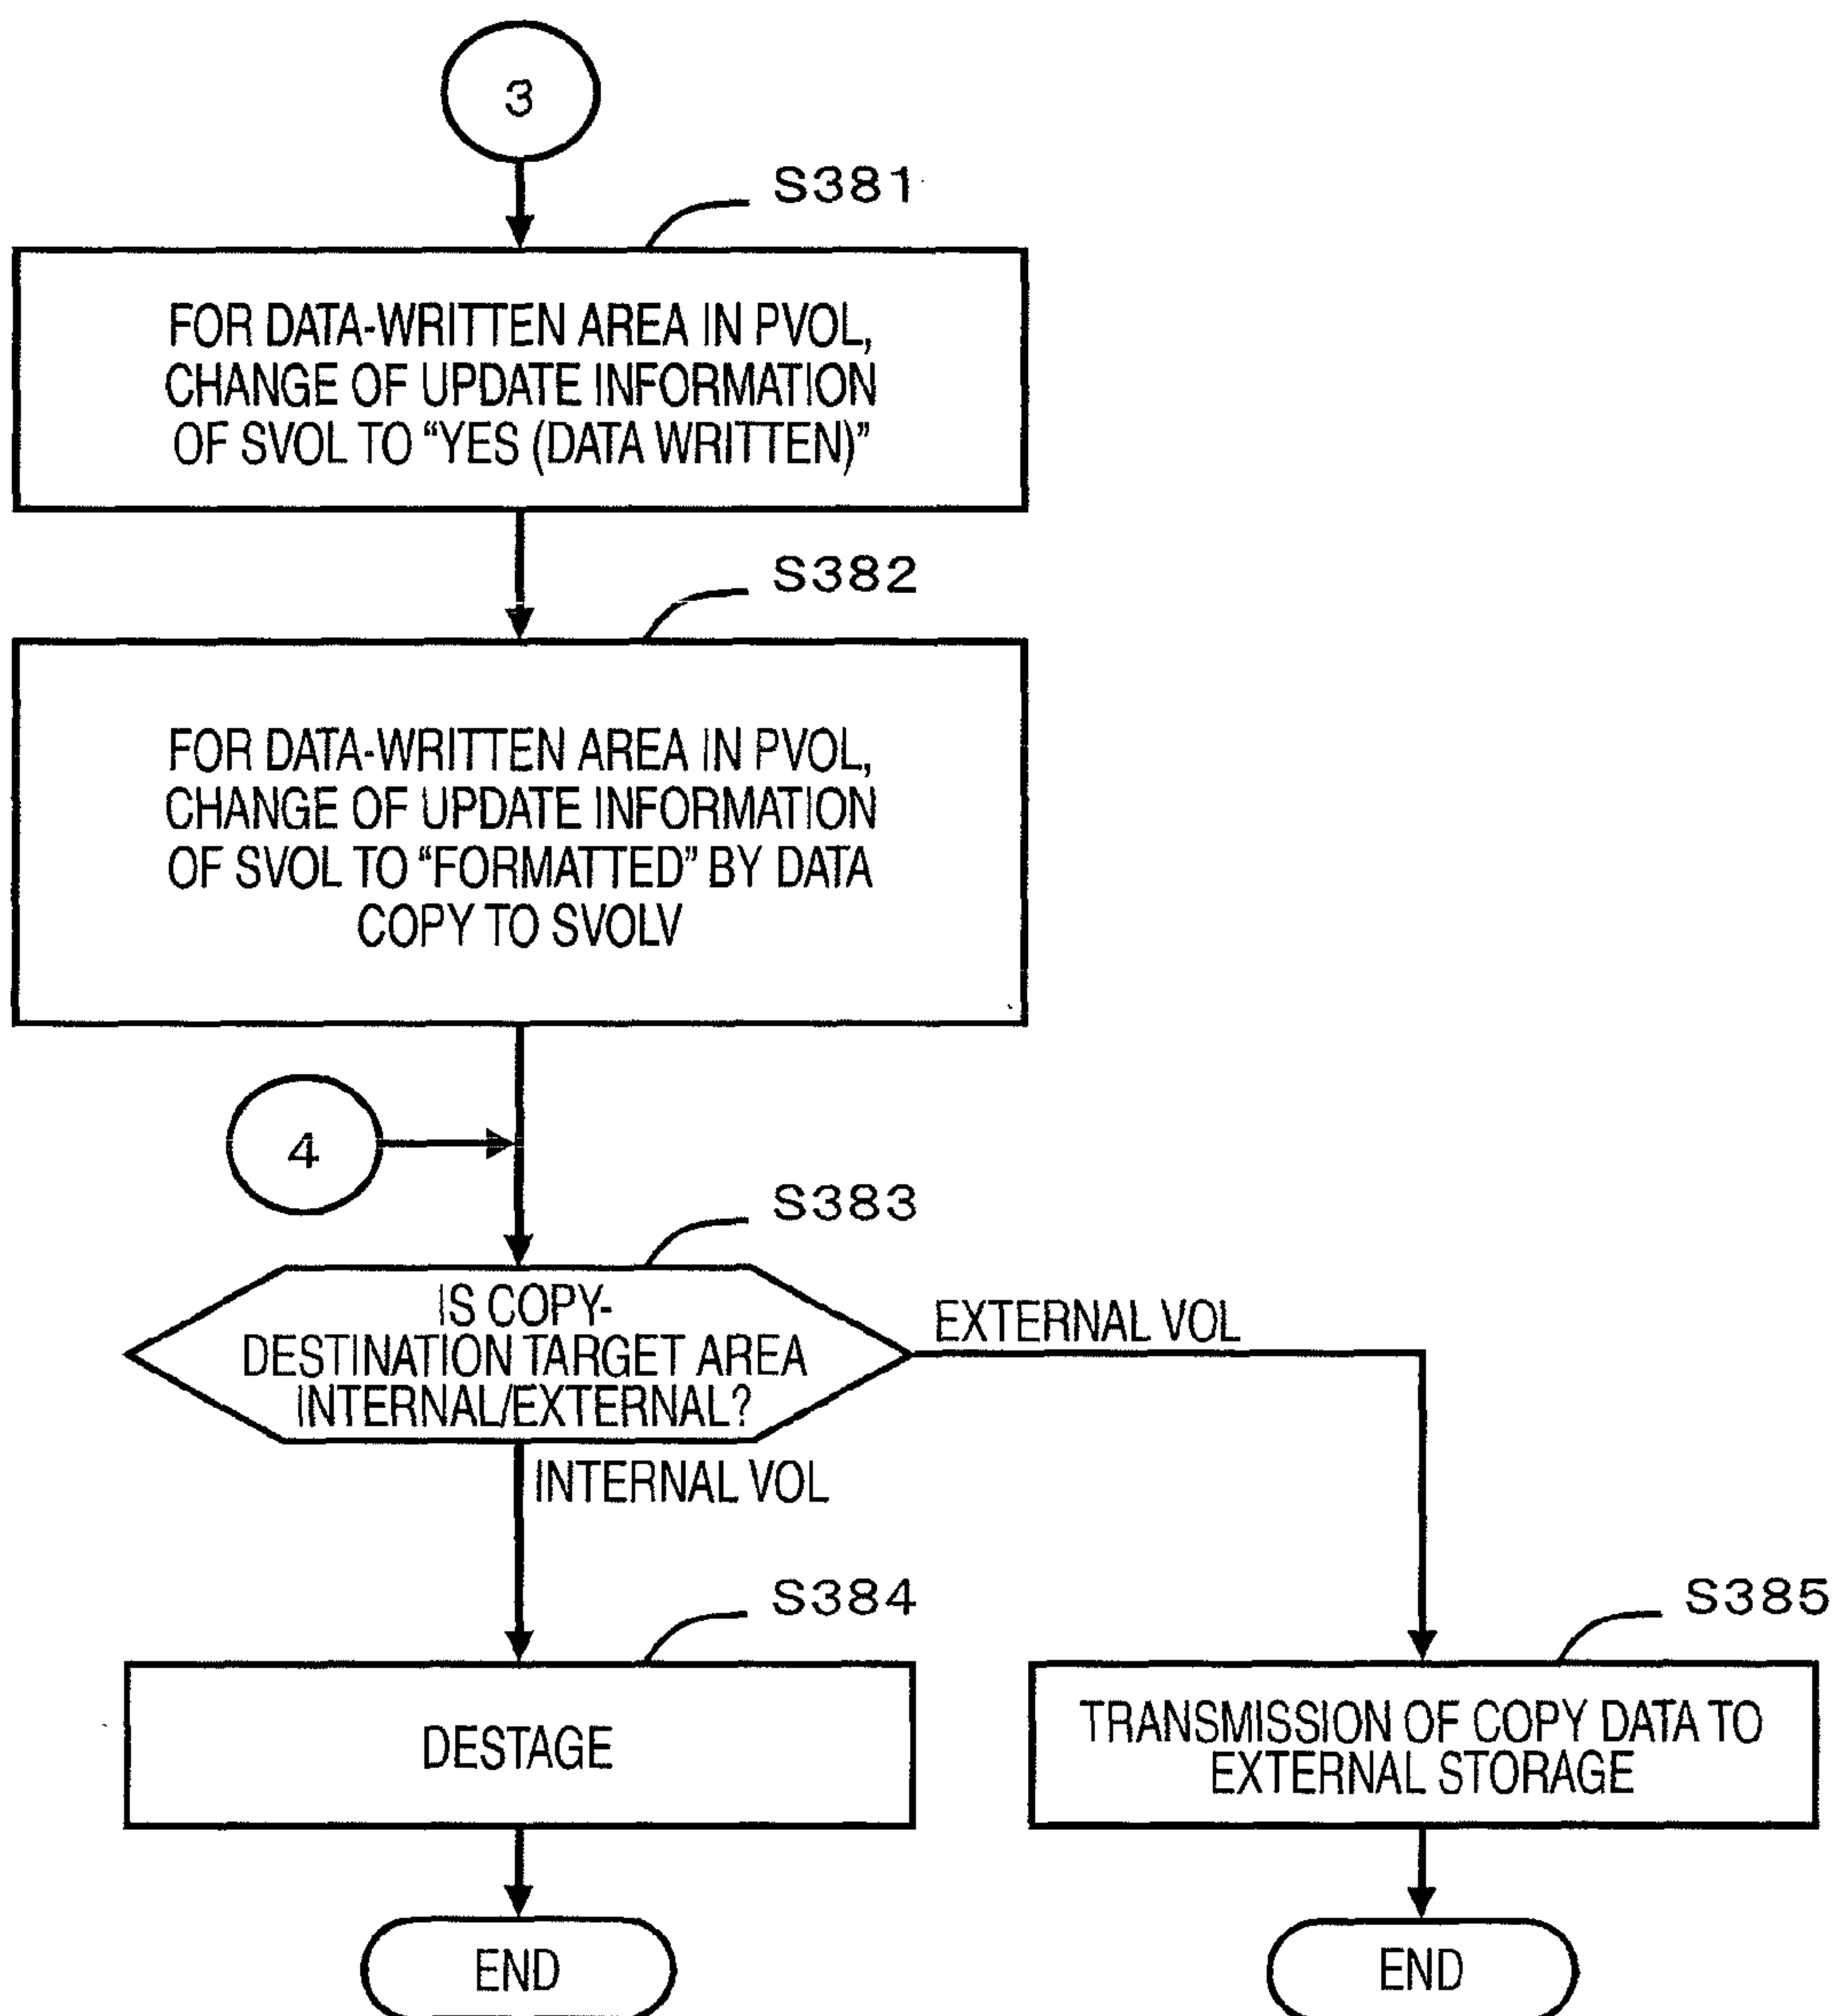 3
S381
FOR DATA-WRITTEN AREA IN PVOL,
CHANGE OF UPDATE INFORMATION
OF SVOL TO “YES (DATA WRITTEN)”
S382
FOR DATA-WRITTEN AREA IN PVOL,
CHANGE OF UPDATE INFORMATION
OF SVOL TO “FORMATTED” BY DATA
COPY TO SVOLV
4
S383
IS COPY-
DESTINATION TARGET AREA
INTERNAL/EXTERNAL?
EXTERNAL VOL
INTERNAL VOL
S384
DESTAGE
S385
TRANSMISSION OF COPY DATA TO
EXTERNAL STORAGE
END
END